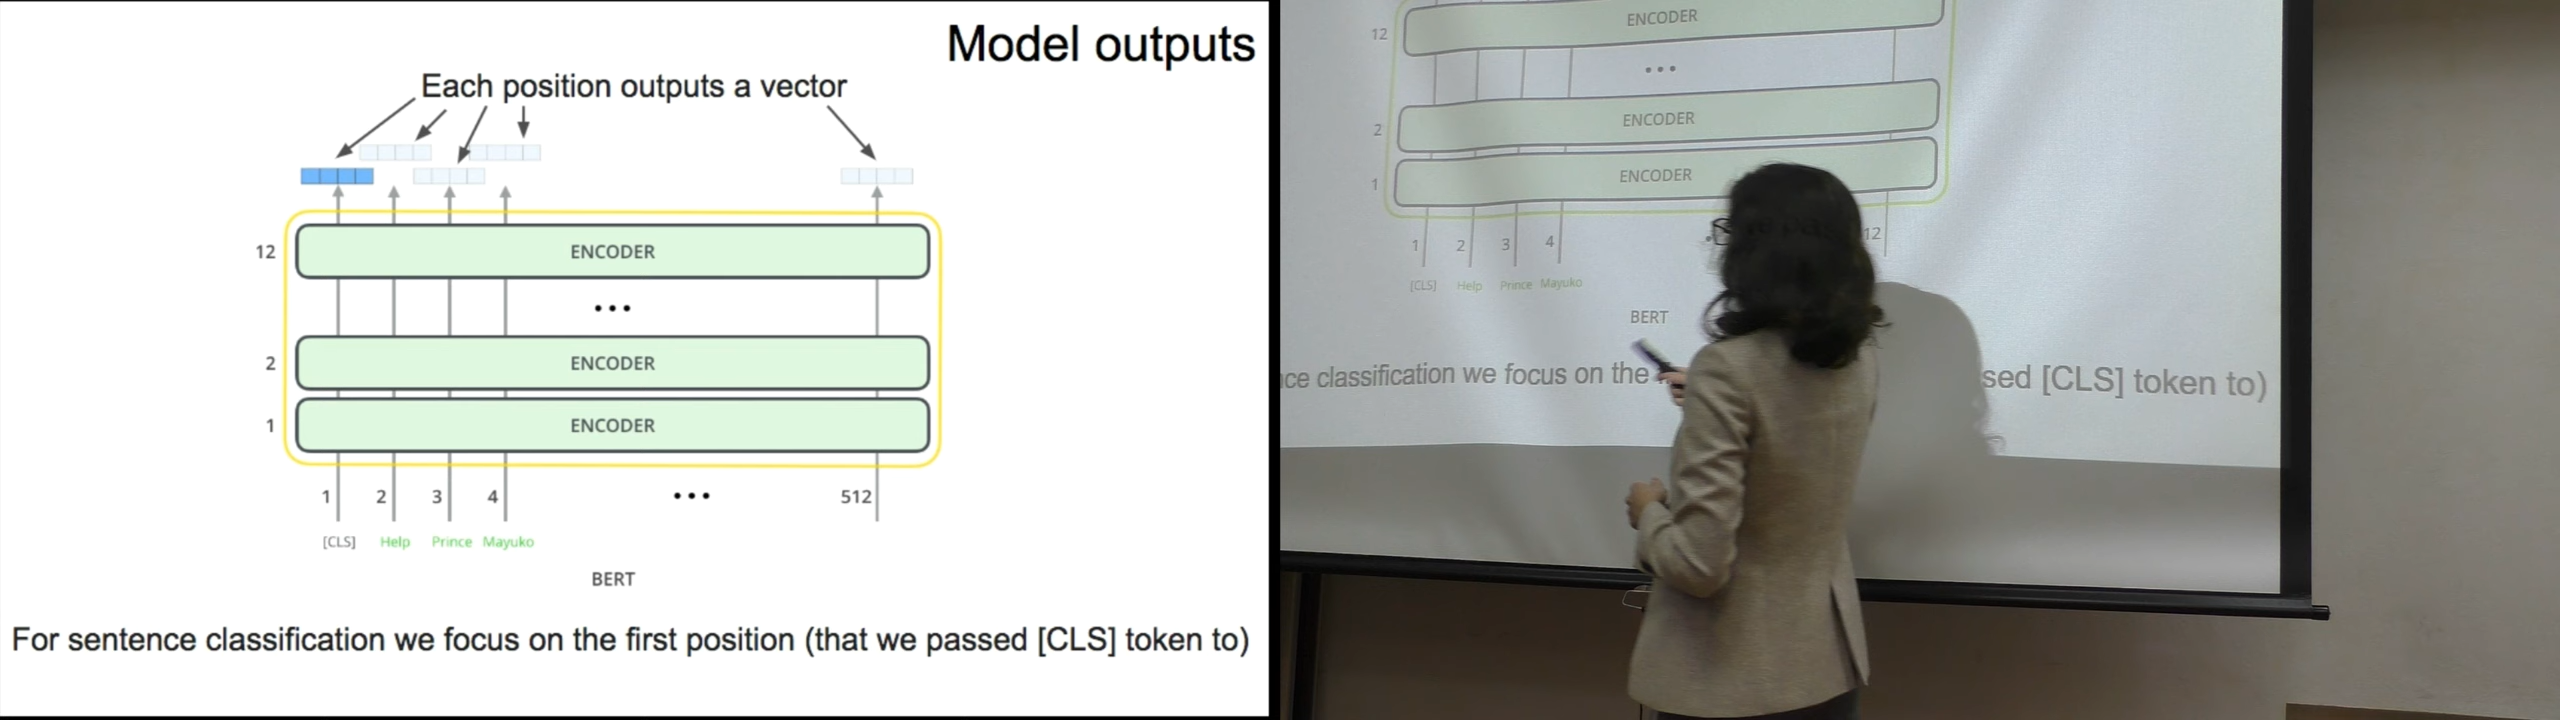 Model outputs
Each position outputs a vector
12 ENCODER
...
2 ENCODER
1 ENCODER
1 2 3 4 ... 512
[CLS] Help Prince Mayuko
BERT
For sentence classification we focus on the first position (that we passed [CLS] token to)
12 ENCODER
...
2 ENCODER
1 ENCODER
1 2 3 4 12
[CLS] Help Prince Mayuko
BERT
ce classification we focus on the sed [CLS] token to)